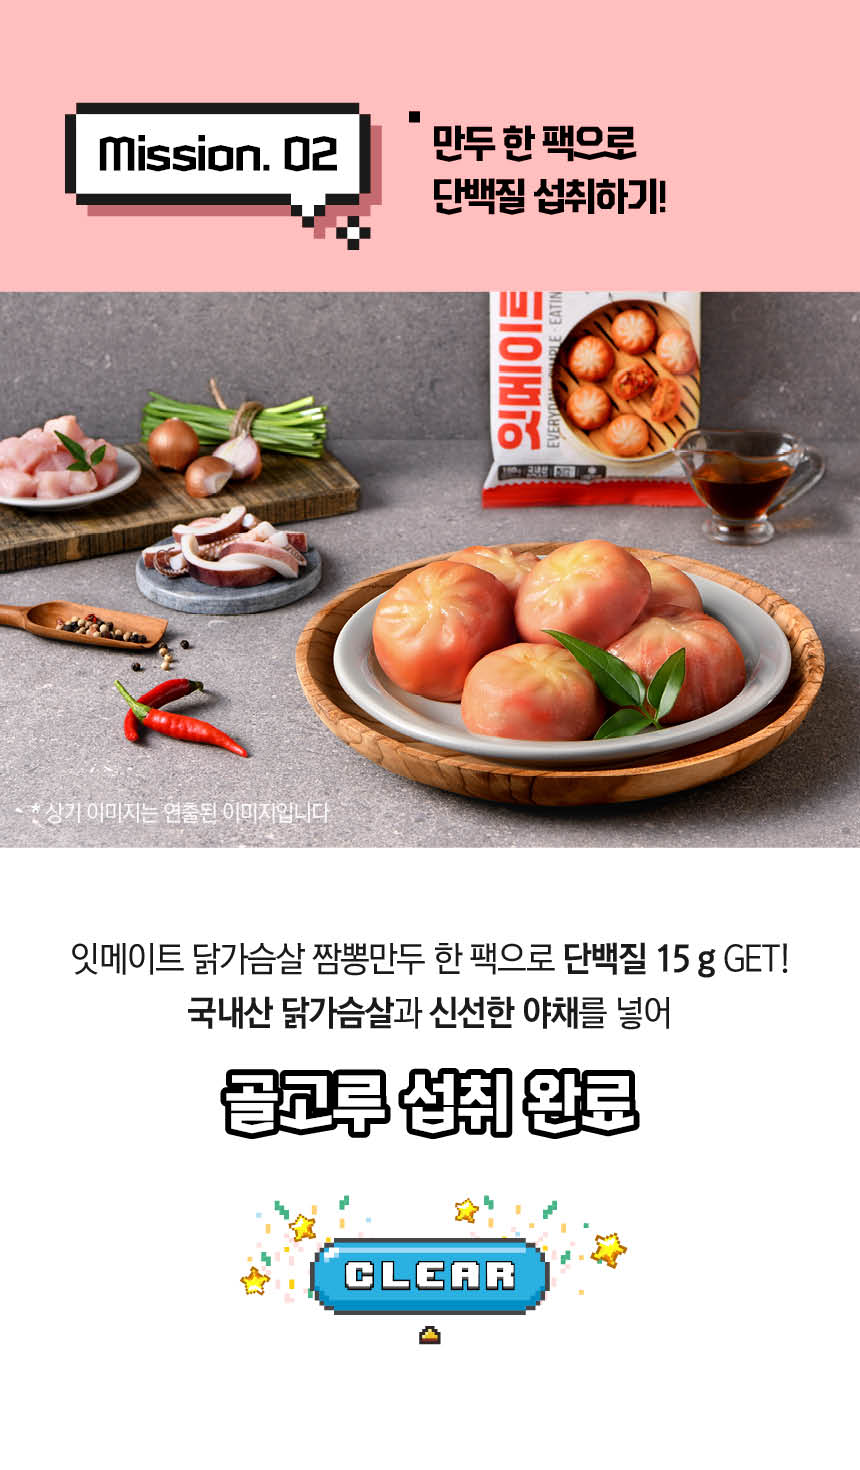 Mission. 02
만두 한 팩으로
단백질 섭취하기!
잇메이트
EATIN
* 상기 이미지는 연출된 이미지입니다
잇메이트 닭가슴살 짬뽕만두 한 팩으로 단백질 15 g GET!
국내산 닭가슴살과 신선한 야채를 넣어
골고루 섭취 완료
CLEAR